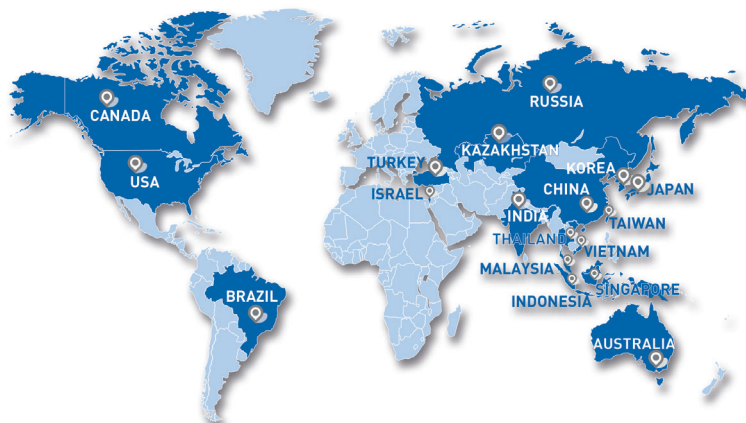 RUSSIA
CANADA
KAZAKHSTAN
TURKEY
KOREA
USA
CHINA
JAPAN
ISRAEL
INDIA
TAIWAN
THAILAND
VIETNAM
MALAYSIA
SINGAPORE
BRAZIL
INDONESIA
AUSTRALIA